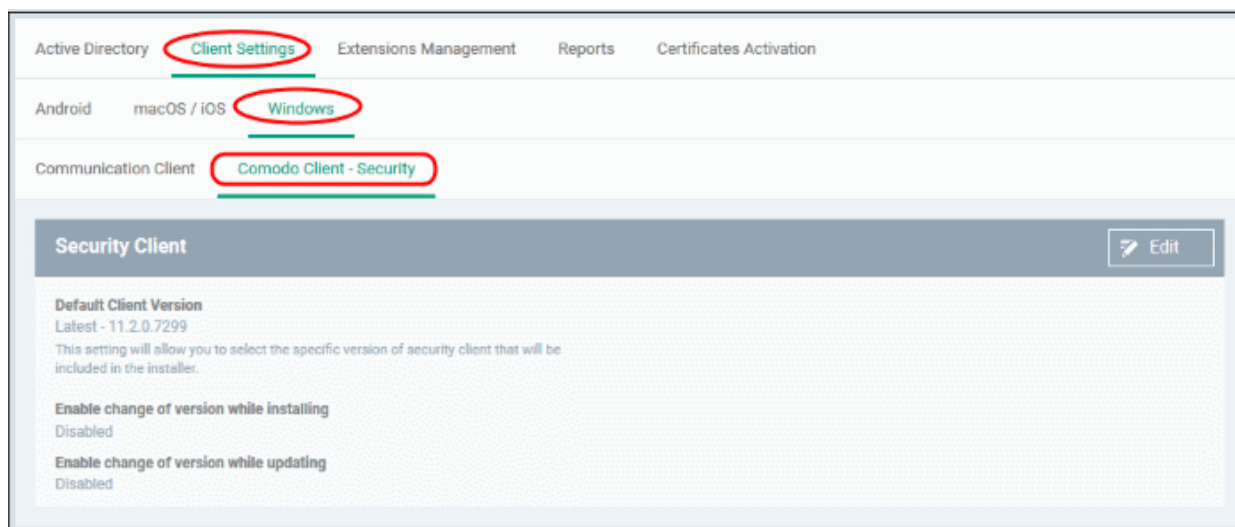 Active Directory Client Settings Extensions Management Reports Certificates Activation
Android macOS / iOS Windows
Communication Client Comodo Client - Security
Security Client Edit
Default Client Version
Latest - 11.2.0.7299
This setting will allow you to select the specific version of security client that will be
included in the installer.
Enable change of version while installing
Disabled
Enable change of version while updating
Disabled